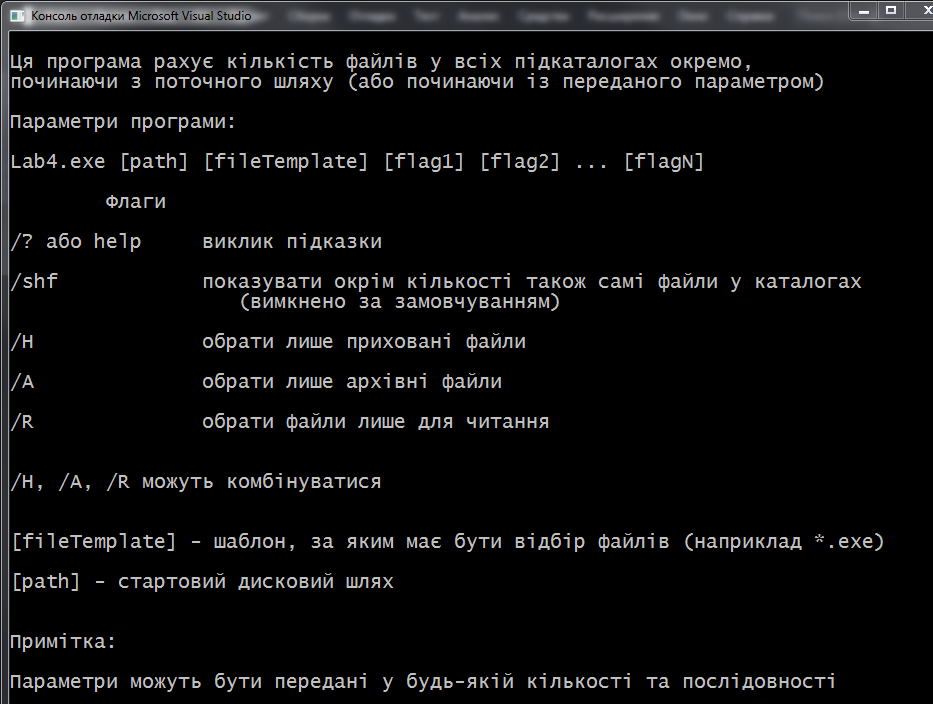 Консоль отладки Microsoft Visual Studio
Ця програма рахує кількість файлів у всіх підкаталогах окремо,
починаючи з поточного шляху (або починаючи із переданого параметром)
Параметри програми:
Lab4.exe [path] [fileTemplate] [flag1] [flag2] ... [flagN]
Флаги
/? або help виклик підказки
/shf показувати окрім кількості також самі файли у каталогах
(вимкнено за замовчуванням)
/H обрати лише приховані файли
/A обрати лише архівні файли
/R обрати файли лише для читання
/H, /A, /R можуть комбінуватися
[fileTemplate] - шаблон, за яким має бути відбір файлів (наприклад *.exe)
[path] - стартовий дисковий шлях
Примітка:
Параметри можуть бути передані у будь-якій кількості та послідовності